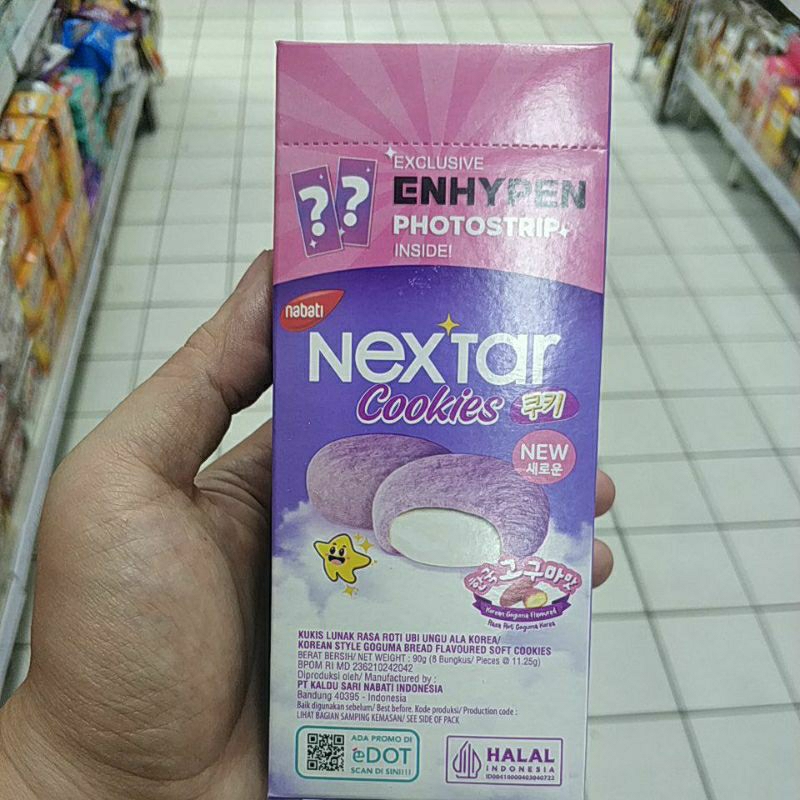 ? ?
EXCLUSIVE
ENHYPEN
PHOTOSTRIP
INSIDE!
nabati
NEXTAR
Cookies 쿠키
NEW
새로운
한국 고구마맛
Korean Goguma Flavoured
Rasa Roti Goguma Korea
KUKIS LUNAK RASA ROTI UBI UNGU ALA KOREA/
KOREAN STYLE GOGUMA BREAD FLAVOURED SOFT COOKIES
BERAT BERSIH/ NET WEIGHT : 90g (8 Bungkus/ Pieces @ 11.25g)
BPOM RI MD 236210242042
Diproduksi oleh/ Manufactured by :
PT KALDU SARI NABATI INDONESIA
Bandung 40395 - Indonesia
Baik digunakan sebelum/ Best before. Kode produksi/ Production code :
LIHAT BAGIAN SAMPING KEMASAN/ SEE SIDE OF PACK
ADA PROMO DI
eDOT
SCAN DI SINI!!!
HALAL
INDONESIA
ID00410000403040722